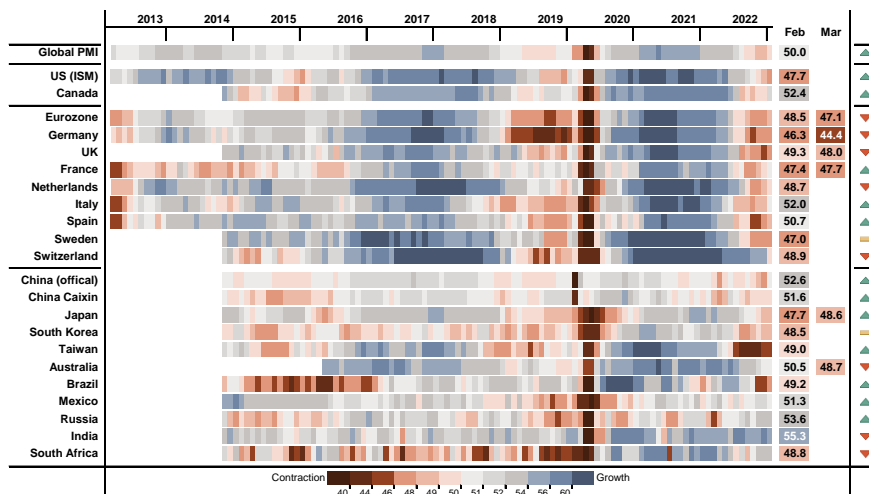 2013 2014 2015 2016 2017 2018 2019 2020 2021 2022 Feb Mar
Global PMI 50.0
US (ISM) 47.7
Canada 52.4
Eurozone 48.5 47.1
Germany 46.3 44.4
UK 49.3 48.0
France 47.4 47.7
Netherlands 48.7
Italy 52.0
Spain 50.7
Sweden 47.0
Switzerland 48.9
China (offical) 52.6
China Caixin 51.6
Japan 47.7 48.6
South Korea 48.5
Taiwan 49.0
Australia 50.5 48.7
Brazil 49.2
Mexico 51.3
Russia 53.6
India 55.3
South Africa 48.8
Contraction Growth
40 44 46 48 49 50 51 52 54 56 60